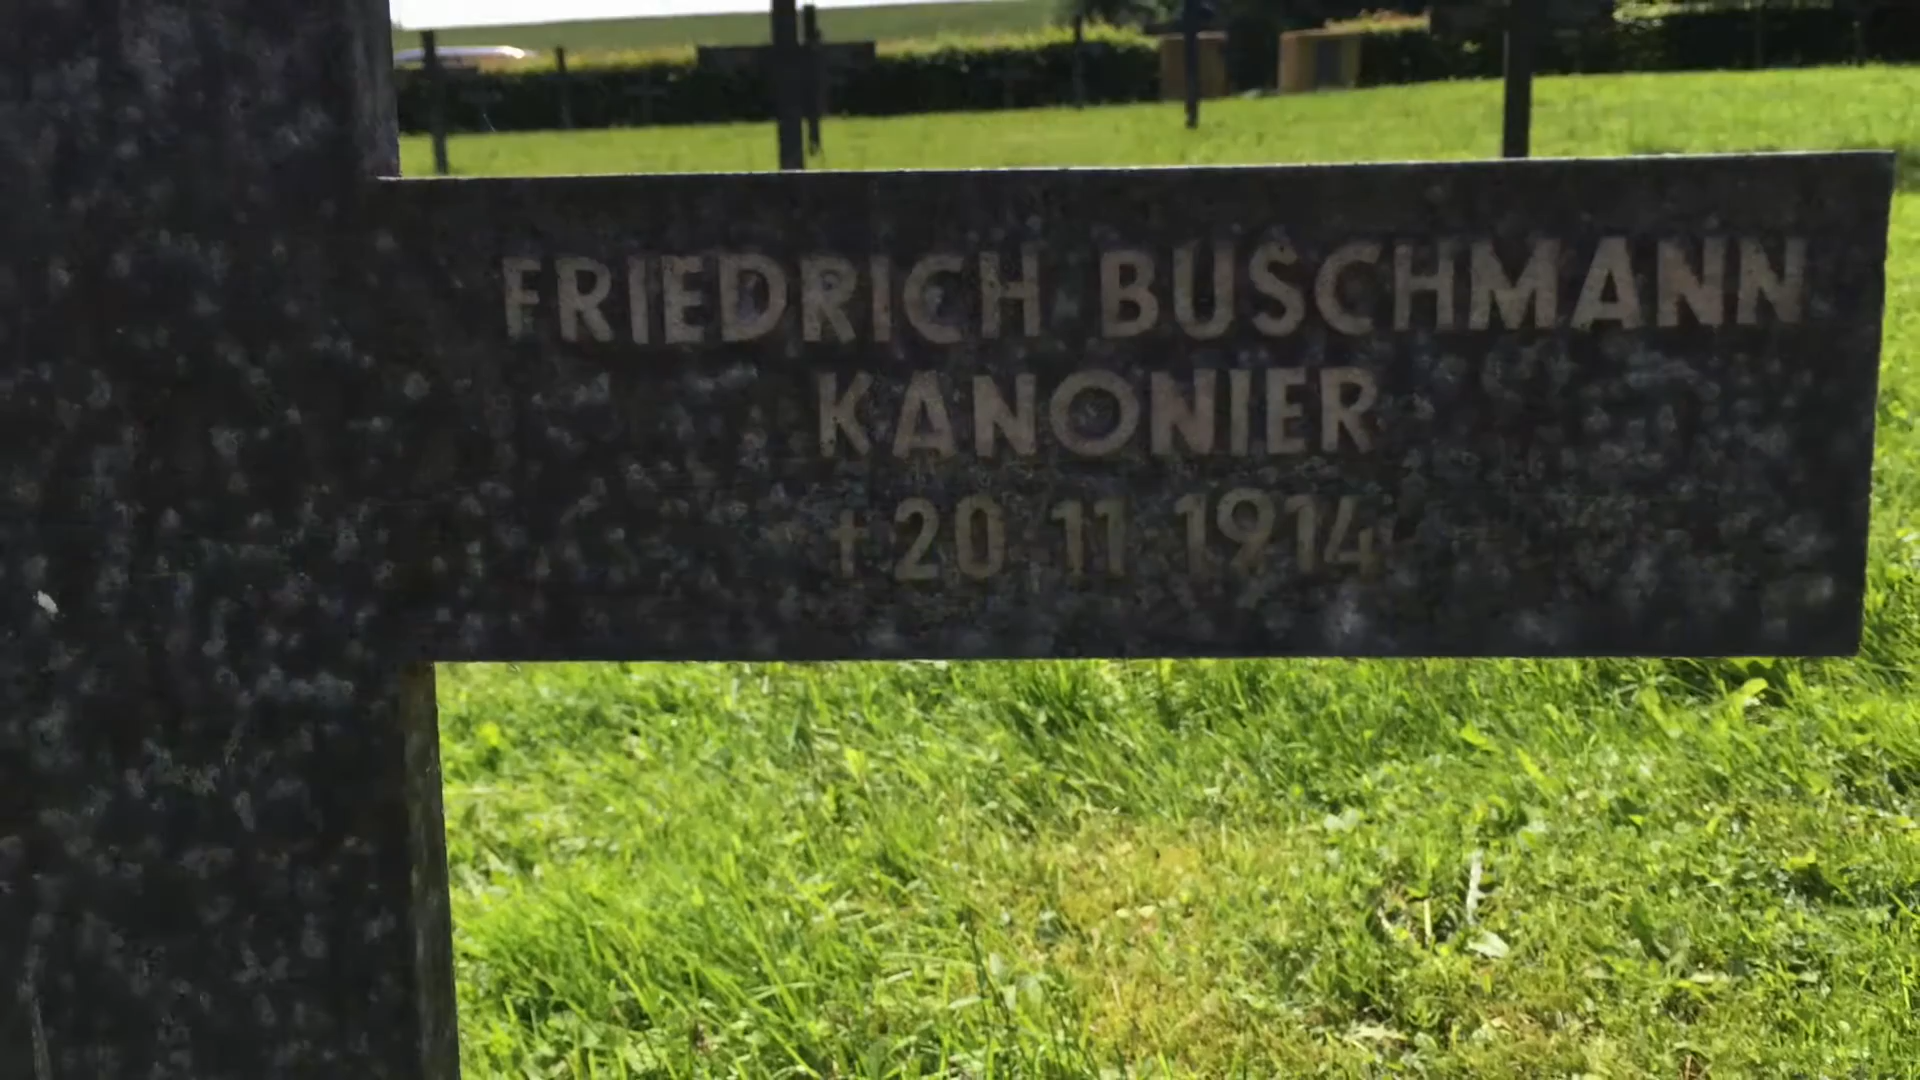 FRIEDRICH BUSCHMANN
KANONIER
† 20 11 1914